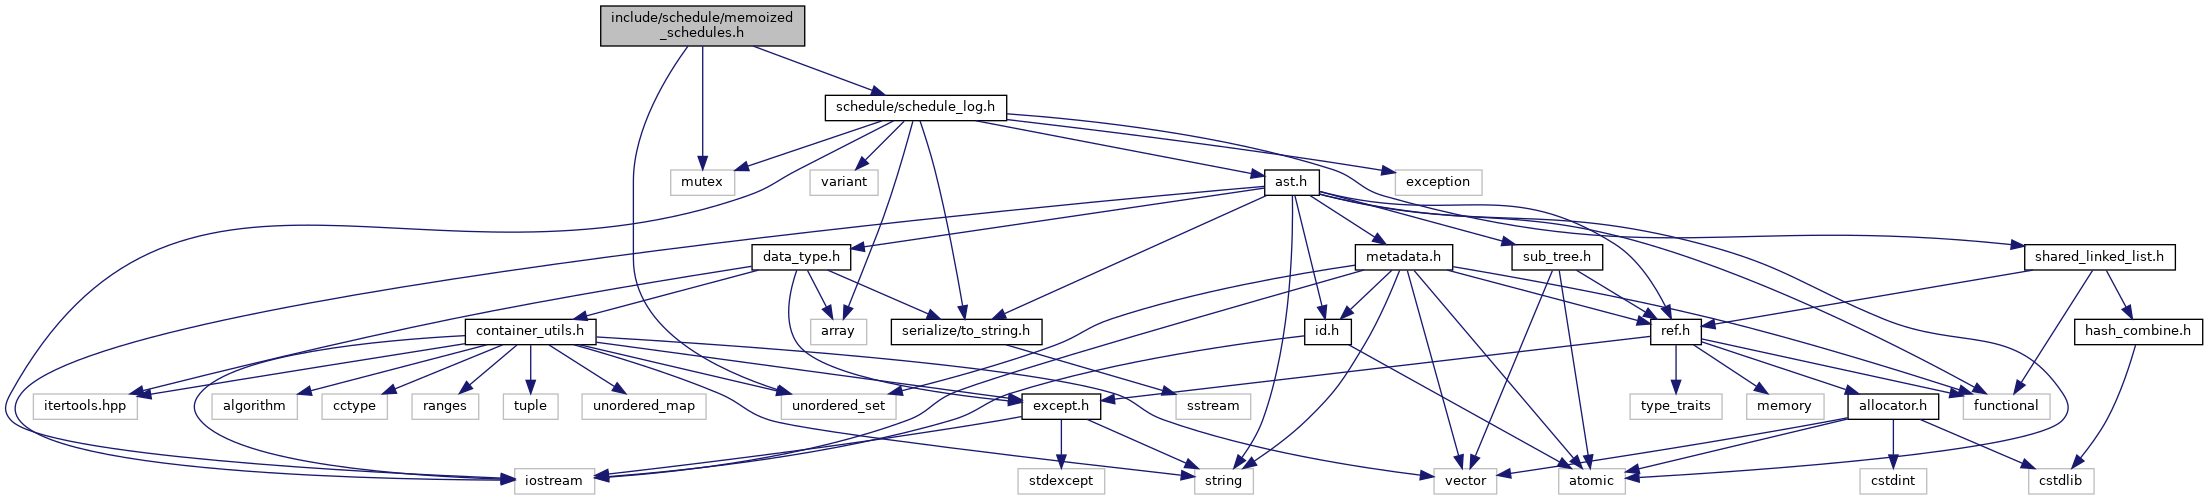 include/schedule/memoized
_schedules.h
schedule/schedule_log.h
mutex
variant
ast.h
exception
data_type.h
metadata.h
sub_tree.h
shared_linked_list.h
container_utils.h
array
serialize/to_string.h
id.h
ref.h
hash_combine.h
itertools.hpp
algorithm
cctype
ranges
tuple
unordered_map
unordered_set
except.h
sstream
type_traits
memory
allocator.h
functional
iostream
stdexcept
string
vector
atomic
cstdint
cstdlib